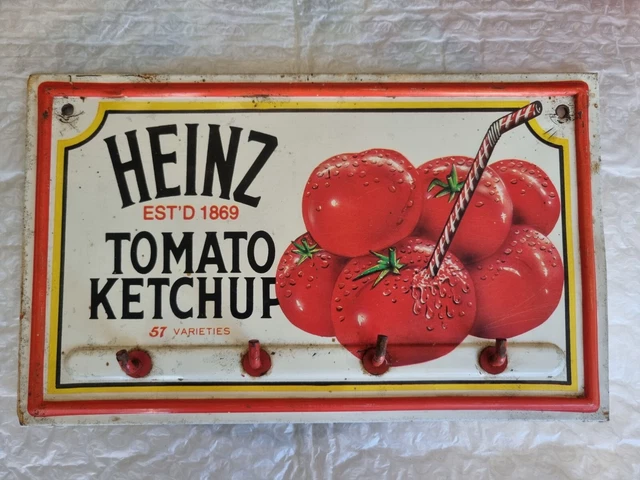 HEINZ
EST'D 1869
TOMATO
KETCHUP
57 VARIETIES